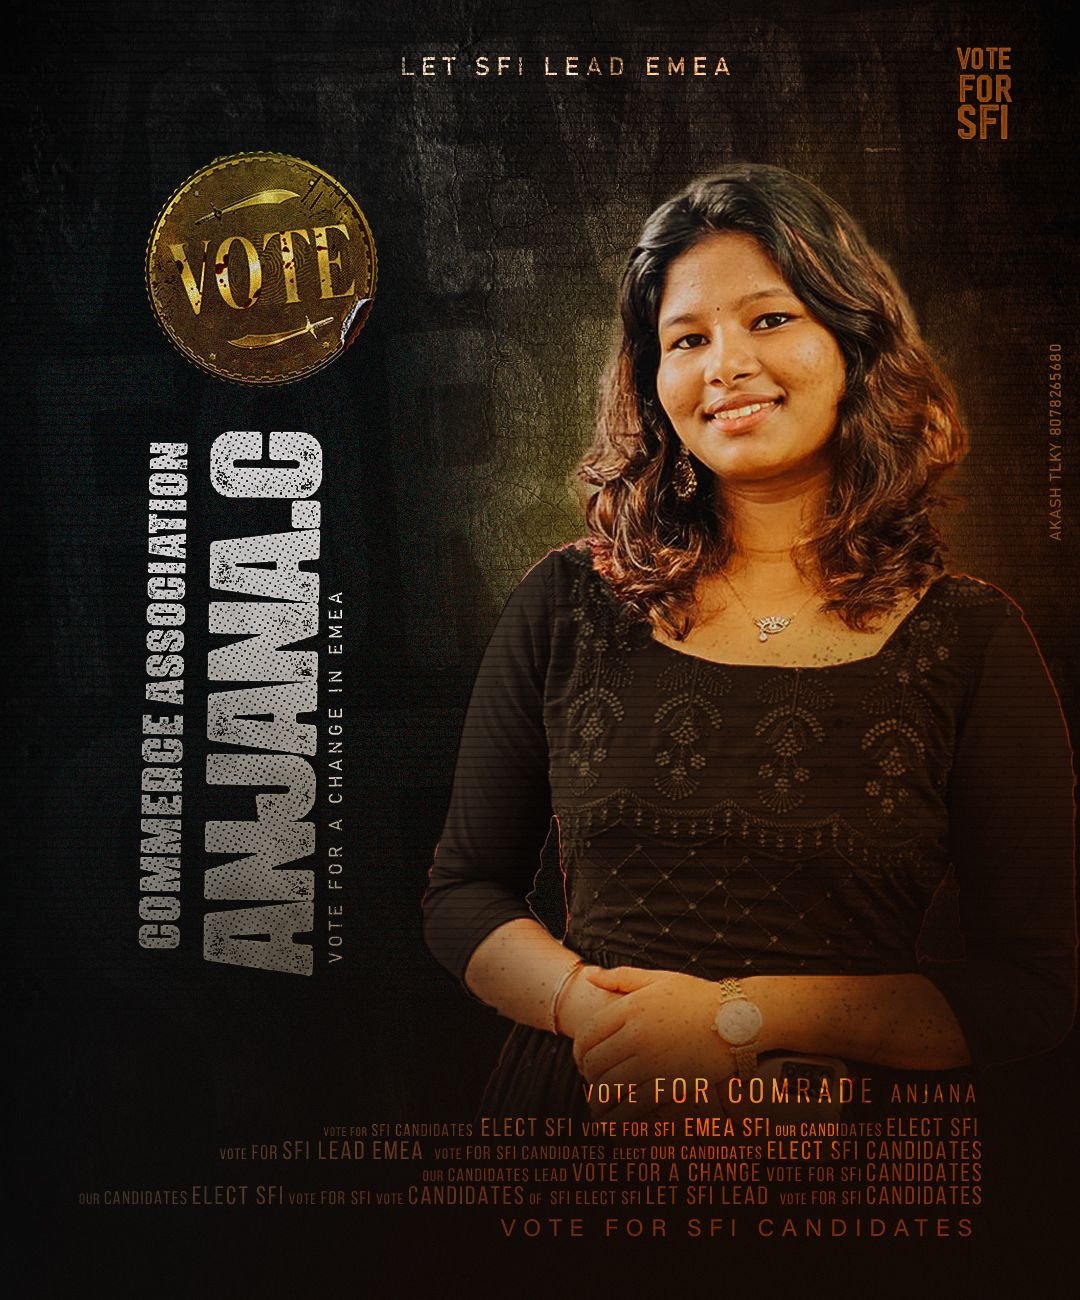 LET SFI LEAD EMEA
VOTE
FOR
SFI
VOTE
COMMERCE ASSOCIATION
ANJANA.C
VOTE FOR A CHANGE IN EMEA
AKASH TLKY 8078265680
VOTE FOR COMRADE ANJANA
VOTE FOR SFI CANDIDATES ELECT SFI VOTE FOR SFI EMEA SFI OUR CANDIDATES ELECT SFI
VOTE FOR SFI LEAD EMEA VOTE FOR SFI CANDIDATES ELECT OUR CANDIDATES ELECT SFI CANDIDATES
OUR CANDIDATES LEAD VOTE FOR A CHANGE VOTE FOR SFI CANDIDATES
OUR CANDIDATES ELECT SFI VOTE FOR SFI VOTE CANDIDATES OF SFI ELECT SFI LET SFI LEAD VOTE FOR SFI CANDIDATES
VOTE FOR SFI CANDIDATES